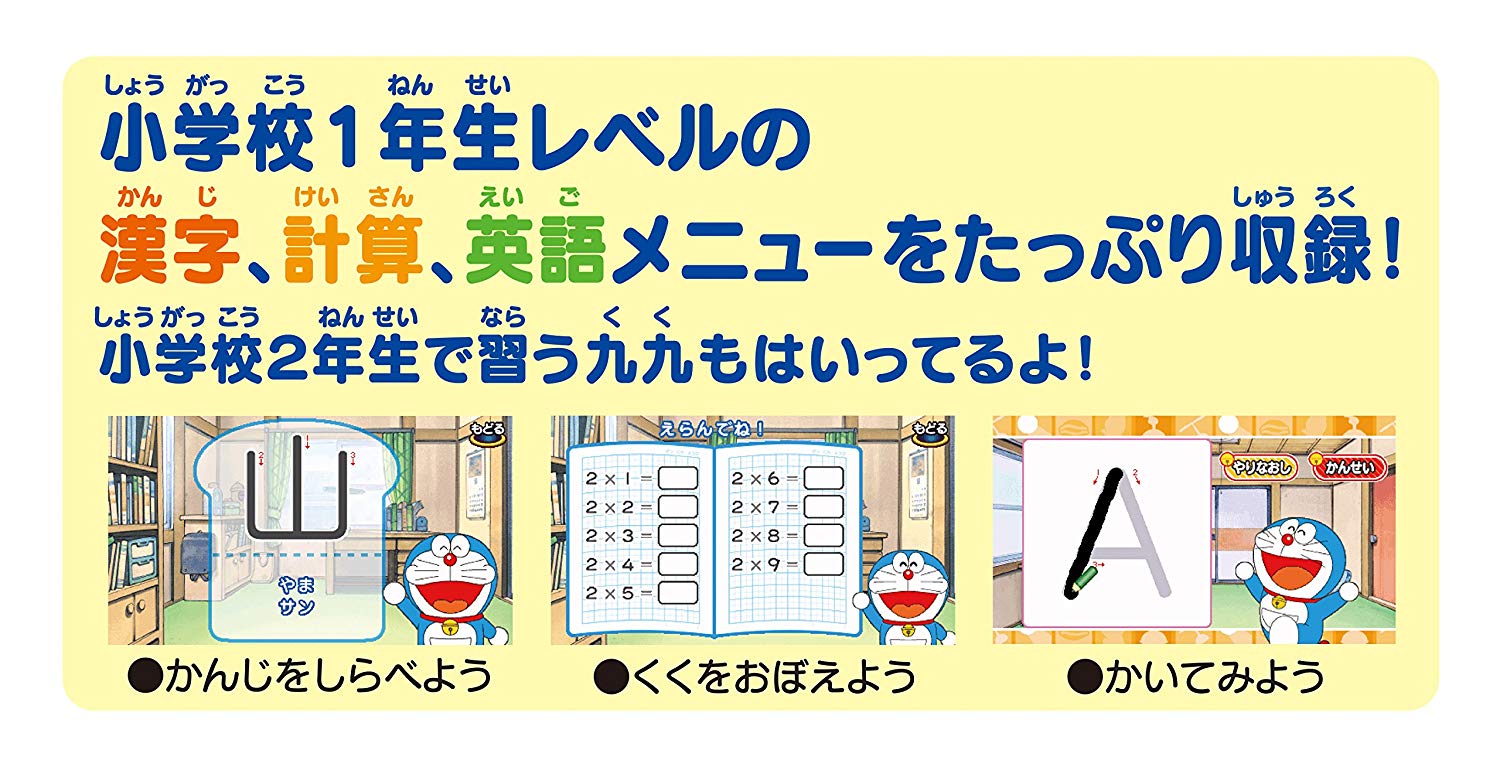 しょう がっ こう ねん せい
小学校1年生レベルの
かん じ けい さん えい ご しゅう ろく
漢字、計算、英語メニューをたっぷり収録！
しょう がっ こう ねん せい なら く く
小学校2年生で習う九九もはいってるよ！
もどる
1 2 3
山
やま
サン
●かんじをしらべよう
えらんでね！
もどる
2×1=
2×2=
2×3=
2×4=
2×5=
2×6=
2×7=
2×8=
2×9=
●くくをおぼえよう
やりなおし かんせい
1 2
A
3
●かいてみよう